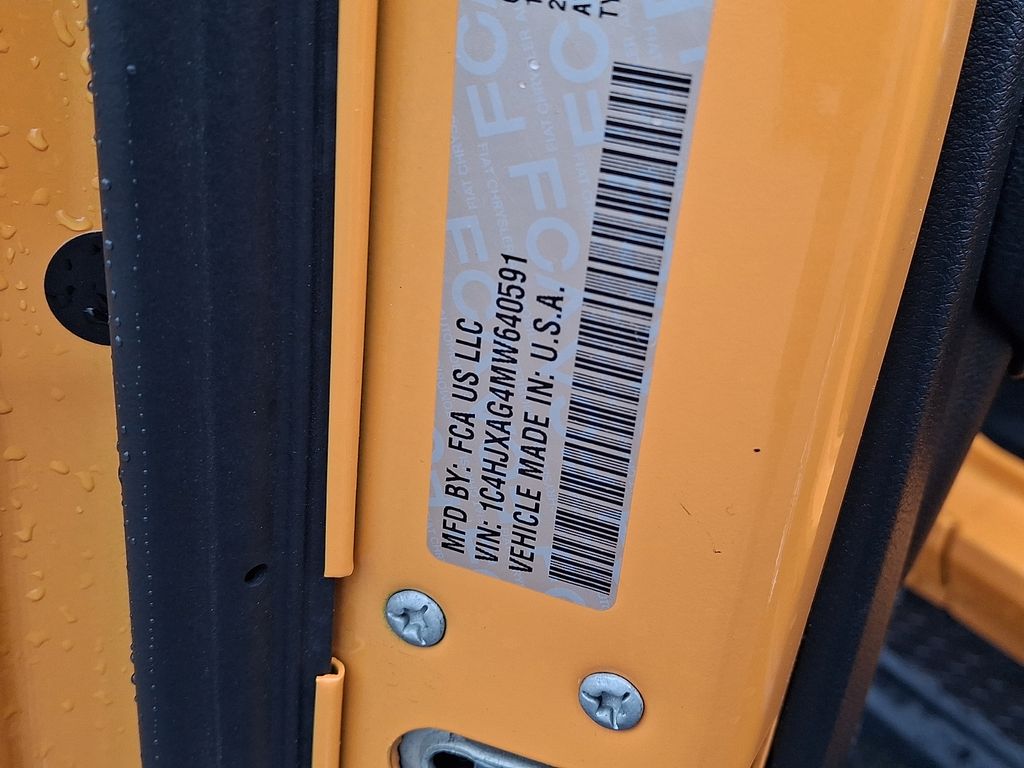 MFD BY: FCA US LLC
VIN: 1C4HJXAG4MW640591
VEHICLE MADE IN: U.S.A.